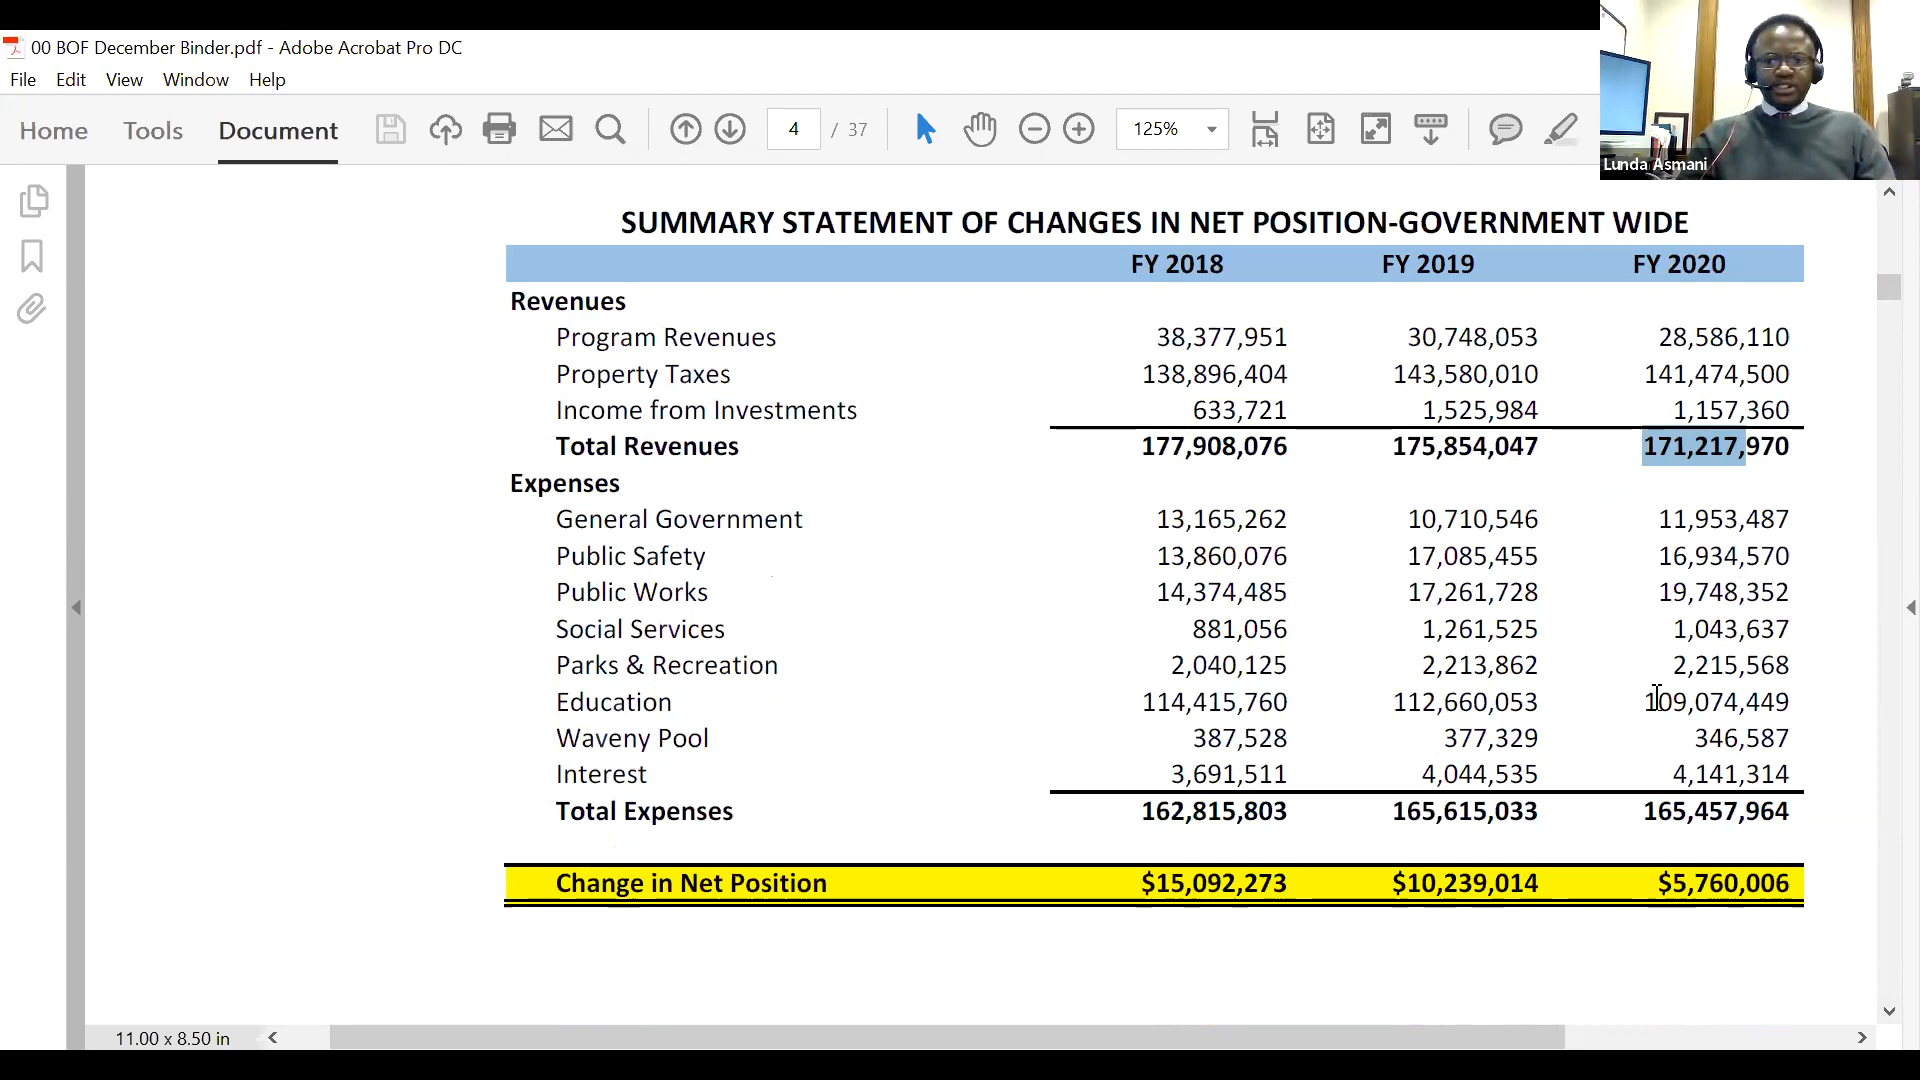 00 BOF December Binder.pdf - Adobe Acrobat Pro DC
File Edit View Window Help
Home Tools Document 4 / 37 125%
Lunda Asmani
SUMMARY STATEMENT OF CHANGES IN NET POSITION-GOVERNMENT WIDE
FY 2018 FY 2019 FY 2020
Revenues
Program Revenues 38,377,951 30,748,053 28,586,110
Property Taxes 138,896,404 143,580,010 141,474,500
Income from Investments 633,721 1,525,984 1,157,360
Total Revenues 177,908,076 175,854,047 171,217,970
Expenses
General Government 13,165,262 10,710,546 11,953,487
Public Safety 13,860,076 17,085,455 16,934,570
Public Works 14,374,485 17,261,728 19,748,352
Social Services 881,056 1,261,525 1,043,637
Parks & Recreation 2,040,125 2,213,862 2,215,568
Education 114,415,760 112,660,053 109,074,449
Waveny Pool 387,528 377,329 346,587
Interest 3,691,511 4,044,535 4,141,314
Total Expenses 162,815,803 165,615,033 165,457,964
Change in Net Position $15,092,273 $10,239,014 $5,760,006
11.00 x 8.50 in